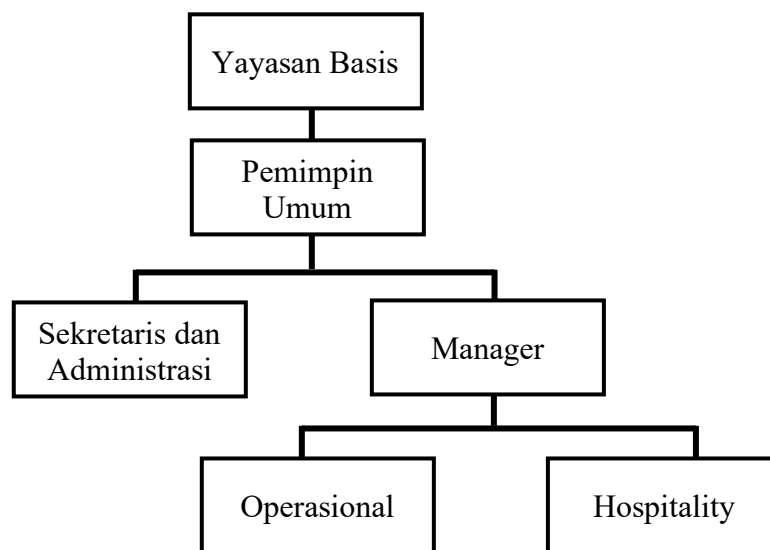 Yayasan Basis
Pemimpin
Umum
Sekretaris dan
Administrasi
Manager
Operasional
Hospitality